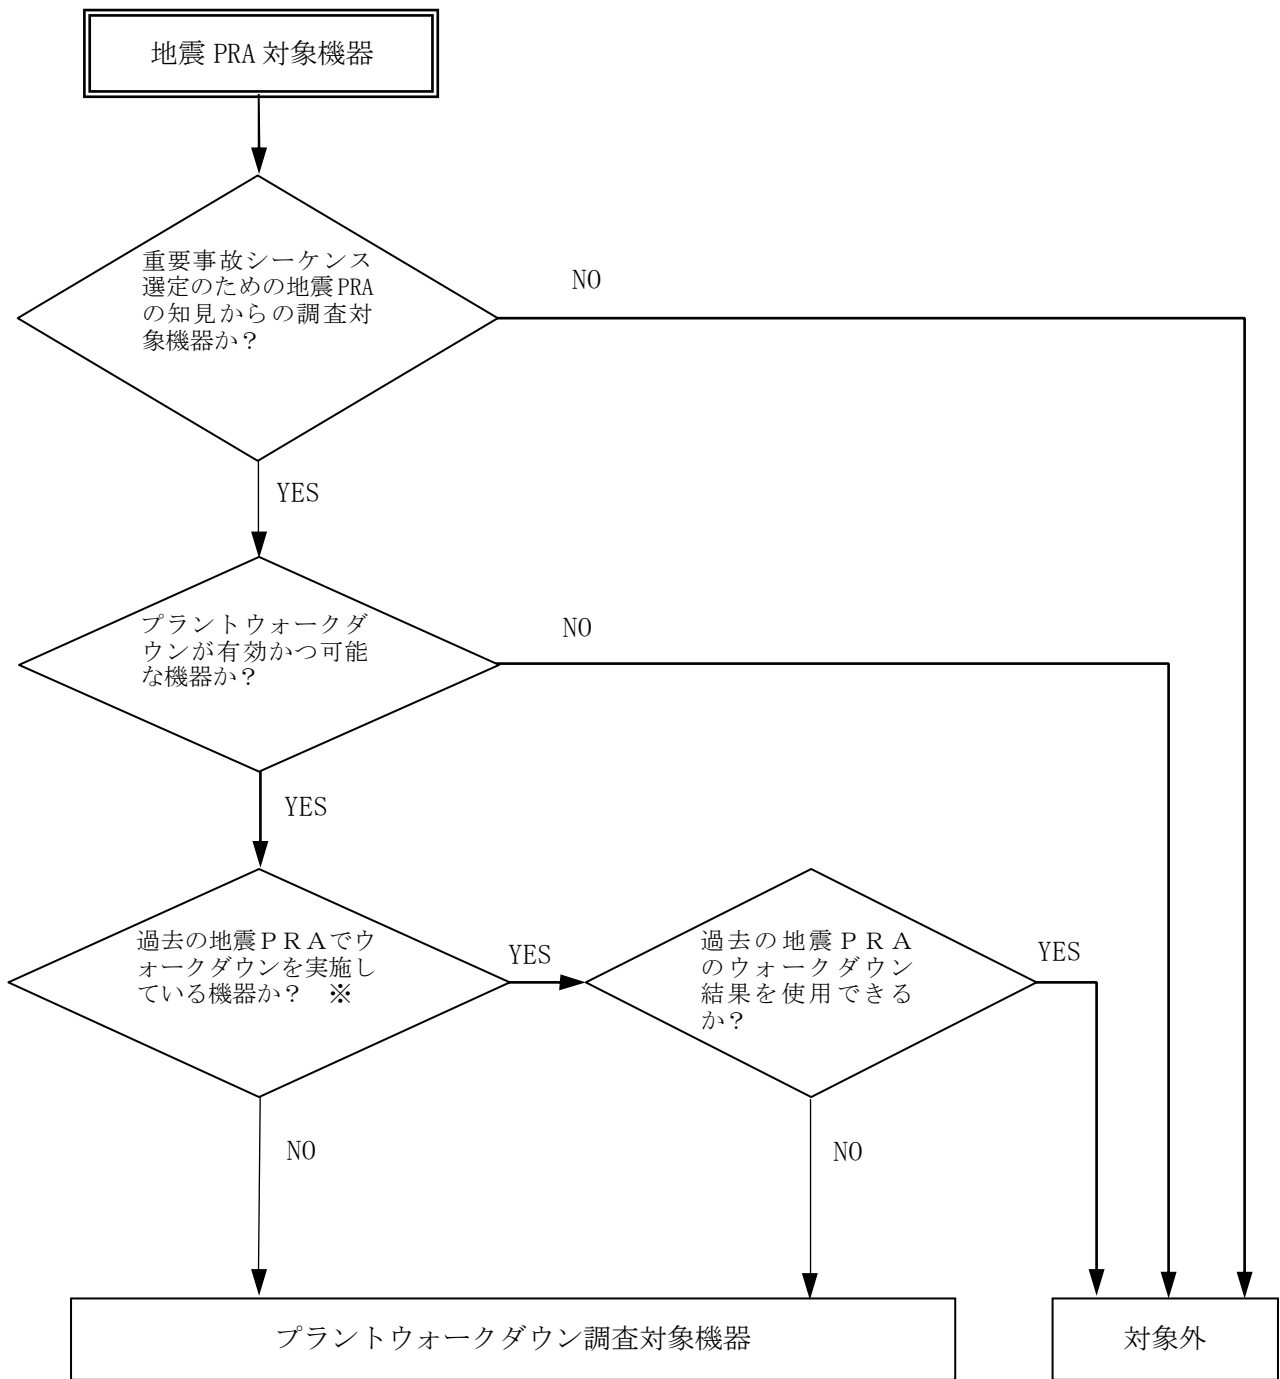 地震 PRA 対象機器
重要事故シーケンス
選定のための地震PRA
の知見からの調査対
象機器か？
NO
YES
プラントウォークダ
ウンが有効かつ可能
な機器か？
NO
YES
過去の地震ＰＲＡでウ
ォークダウンを実施し
ている機器か？　※
YES
過去の地震ＰＲＡ
のウォークダウン
結果を使用できる
か？
YES
NO
NO
プラントウォークダウン調査対象機器
対象外